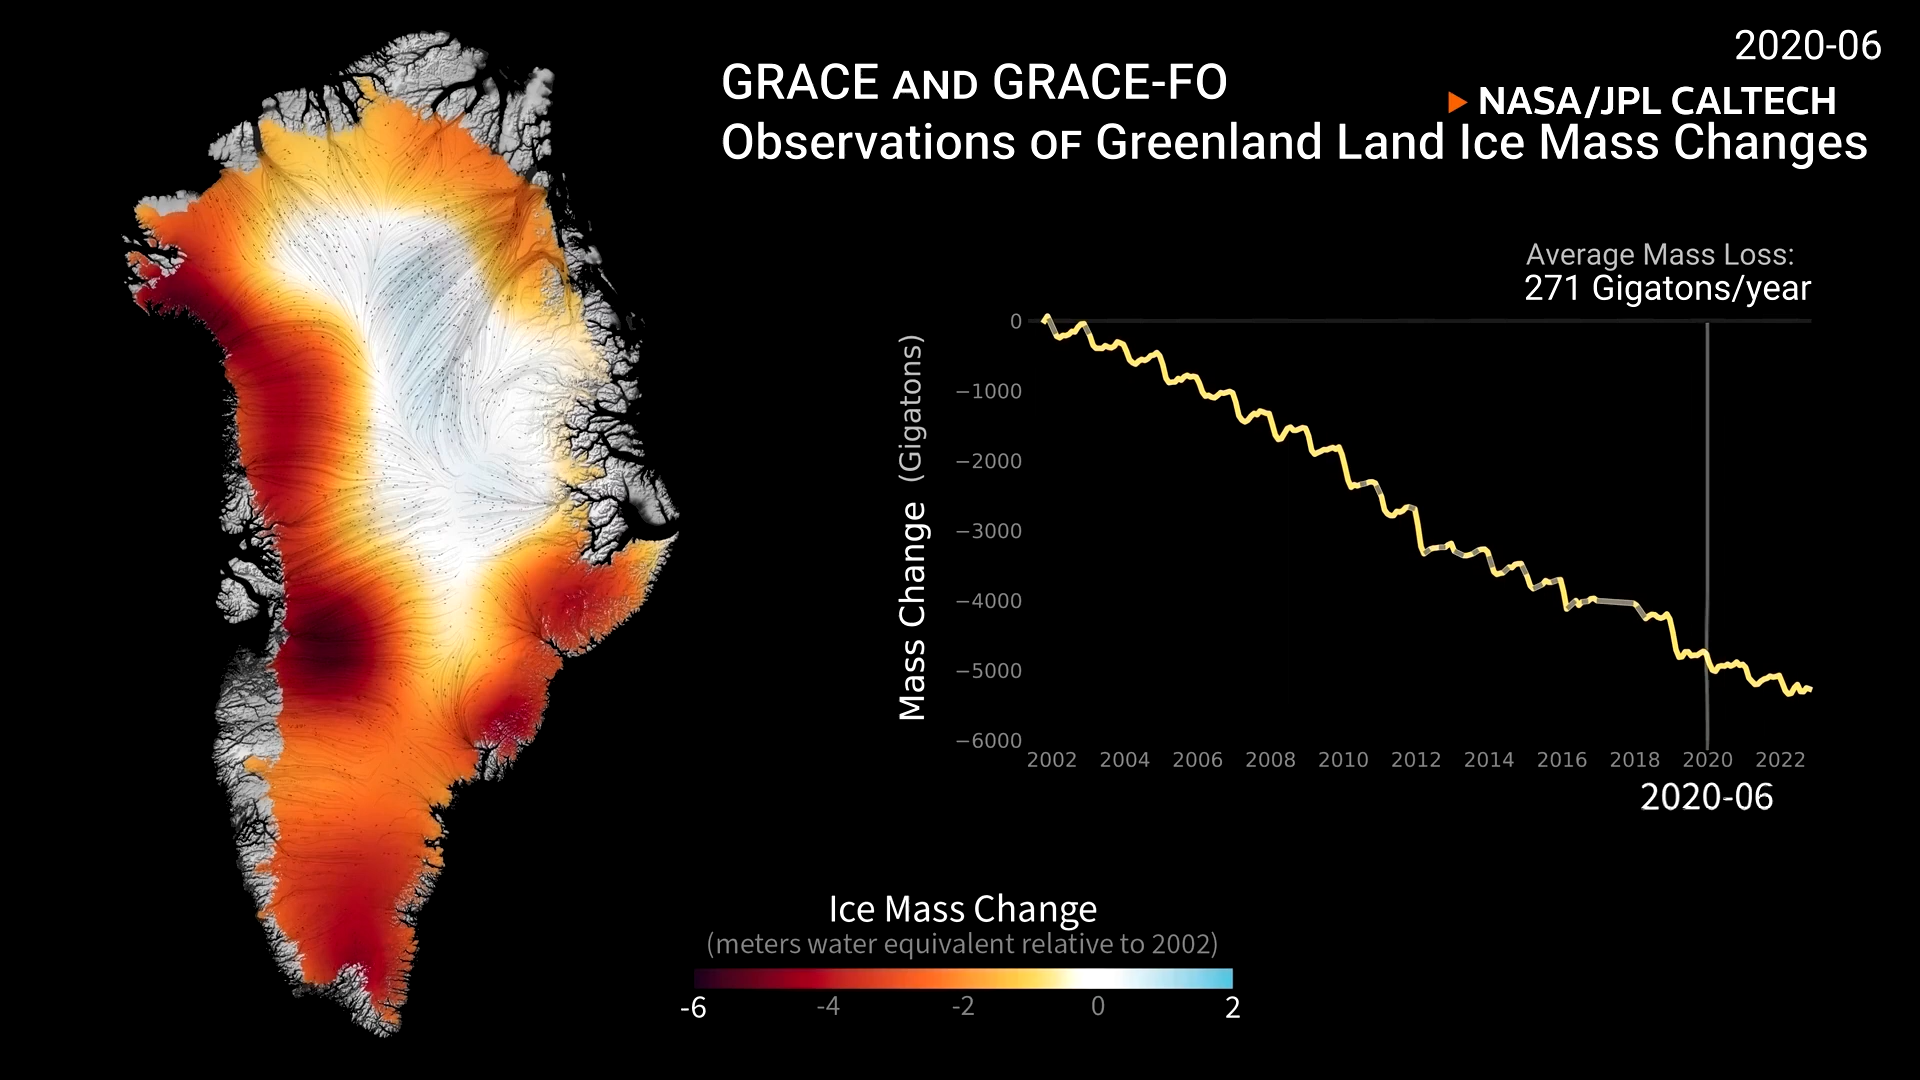 2020-06
GRACE AND GRACE-FO
NASA/JPL CALTECH
Observations OF Greenland Land Ice Mass Changes
Average Mass Loss:
271 Gigatons/year
Mass Change (Gigatons)
0
−1000
−2000
−3000
−4000
−5000
−6000
2002 2004 2006 2008 2010 2012 2014 2016 2018 2020 2022
2020-06
Ice Mass Change
(meters water equivalent relative to 2002)
-6 -4 -2 0 2